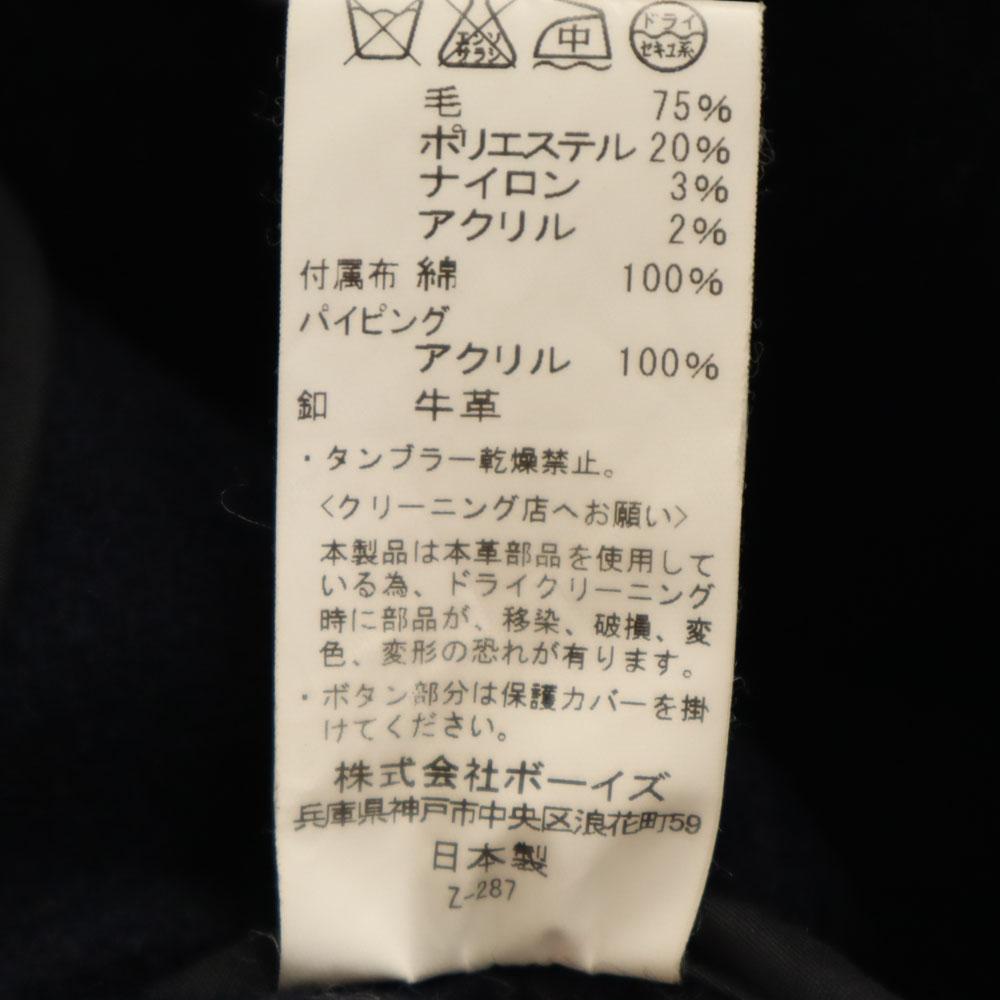 エンソ
サラシ
中
ドライ
セキユ系
毛 75%
ポリエステル 20%
ナイロン 3%
アクリル 2%
付属布 綿 100%
パイピング
アクリル 100%
釦 牛革
・タンブラー乾燥禁止。
<クリーニング店へお願い>
本製品は本革部品を使用して
いる為、ドライクリーニング
時に部品が、移染、破損、変
色、変形の恐れが有ります。
・ボタン部分は保護カバーを掛
けてください。
株式会社ボーイズ
兵庫県神戸市中央区浪花町59
日本製
Z-287